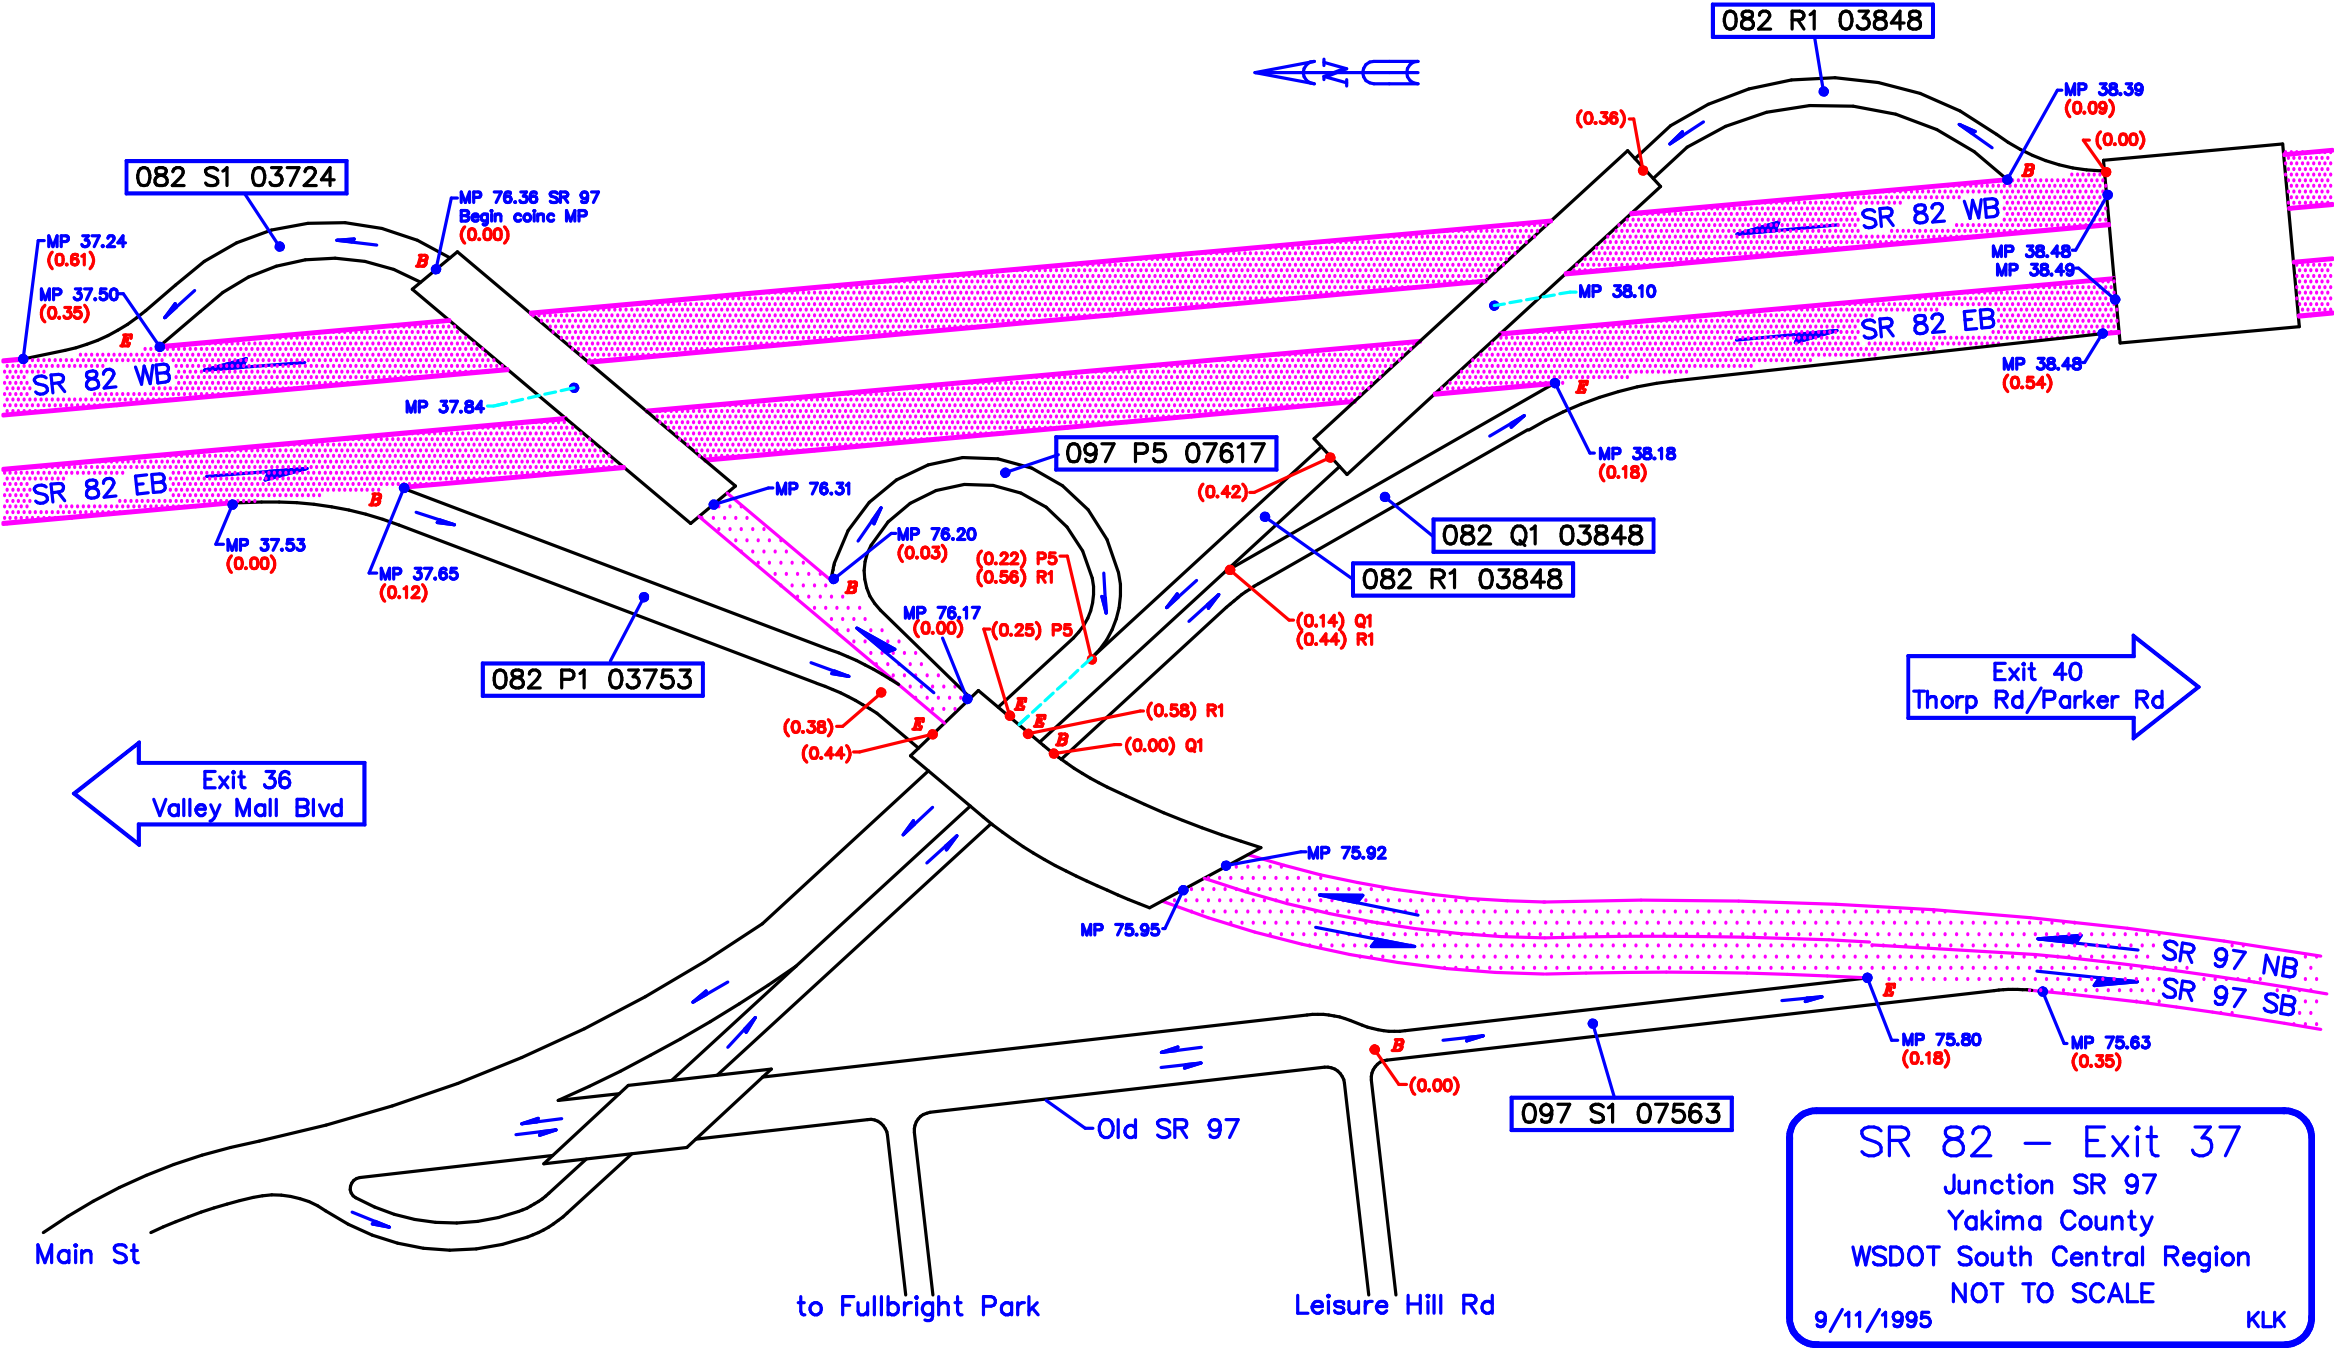 082 R1 03848
N
MP 38.39
(0.09)
(0.36)
(0.00)
B
082 S1 03724
MP 76.36 SR 97
Begin coinc MP
(0.00)
B
MP 37.24
(0.61)
MP 37.50
(0.35)
E
SR 82 WB
SR 82 WB
MP 38.48
MP 38.49
MP 38.10
SR 82 EB
MP 38.48
(0.54)
MP 37.84
E
MP 38.18
(0.18)
097 P5 07617
SR 82 EB
B
MP 76.31
(0.42)
MP 37.53
(0.00)
MP 37.65
(0.12)
MP 76.20
(0.03)
B
082 Q1 03848
(0.22) P5
(0.56) R1
082 R1 03848
MP 76.17
(0.00)
(0.25) P5
(0.14) Q1
(0.44) R1
082 P1 03753
Exit 40
Thorp Rd/Parker Rd
(0.38)
(0.44)
E
E
E
B
(0.58) R1
(0.00) Q1
Exit 36
Valley Mall Blvd
MP 75.92
MP 75.95
SR 97 NB
SR 97 SB
E
MP 75.80
(0.18)
MP 75.63
(0.35)
B
(0.00)
097 S1 07563
Old SR 97
Main St
to Fullbright Park
Leisure Hill Rd
SR 82 – Exit 37
Junction SR 97
Yakima County
WSDOT South Central Region
NOT TO SCALE
9/11/1995 KLK